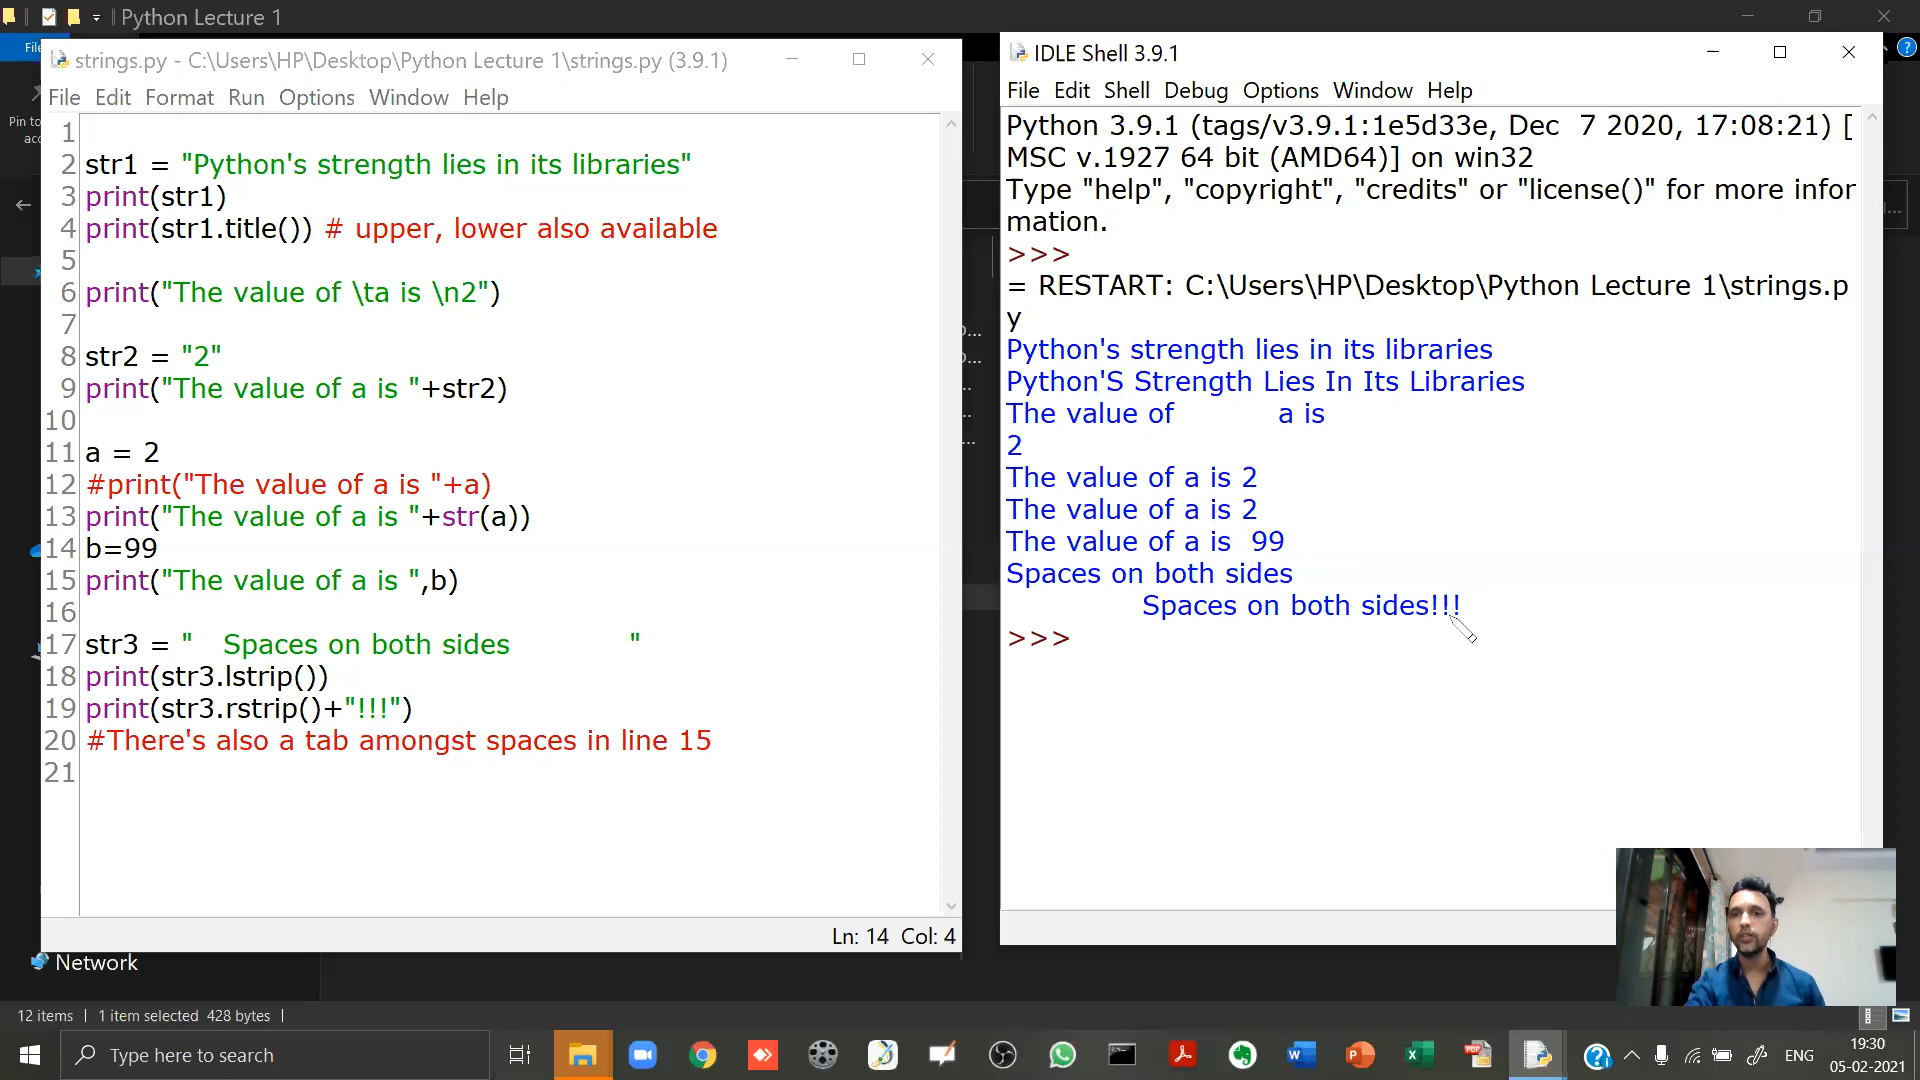 Python Lecture 1
File
Pin to
acc
strings.py - C:\Users\HP\Desktop\Python Lecture 1\strings.py (3.9.1)
File Edit Format Run Options Window Help
1
2 str1 = "Python's strength lies in its libraries"
3 print(str1)
4 print(str1.title()) # upper, lower also available
5
6 print("The value of \ta is \n2")
7
8 str2 = "2"
9 print("The value of a is "+str2)
10
11 a = 2
12 #print("The value of a is "+a)
13 print("The value of a is "+str(a))
14 b=99
15 print("The value of a is ",b)
16
17 str3 = "   Spaces on both sides             "
18 print(str3.lstrip())
19 print(str3.rstrip()+"!!!")
20 #There's also a tab amongst spaces in line 15
21
Ln: 14 Col: 4
IDLE Shell 3.9.1
File Edit Shell Debug Options Window Help
Python 3.9.1 (tags/v3.9.1:1e5d33e, Dec  7 2020, 17:08:21) [
MSC v.1927 64 bit (AMD64)] on win32
Type "help", "copyright", "credits" or "license()" for more infor
mation.
>>>
= RESTART: C:\Users\HP\Desktop\Python Lecture 1\strings.p
y
Python's strength lies in its libraries
Python'S Strength Lies In Its Libraries
The value of 	a is
2
The value of a is 2
The value of a is 2
The value of a is  99
Spaces on both sides
   	Spaces on both sides!!!
>>>
Network
12 items 1 item selected 428 bytes
Type here to search
ENG
19:30
05-02-2021